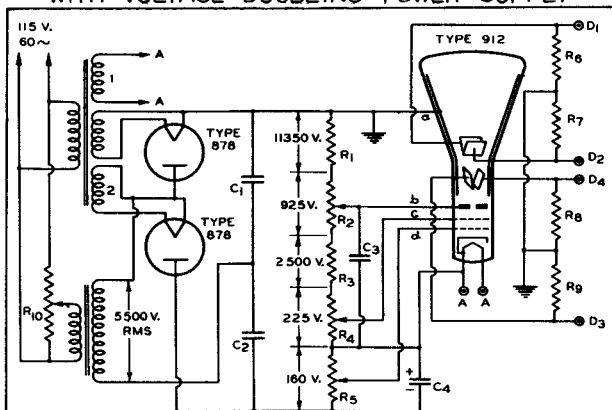 WITH VOLTAGE DOUBLING POWER SUPPLY
115 V.
60~
A
1
A
TYPE 912
D1
R6
R7
D2
D4
TYPE
878
2
TYPE
878
a
11350 V.
R1
C1
925 V.
R2
b
c
d
C3
2500 V.
R3
R8
R9
D3
A A
R10
5500 V.
RMS
225 V.
R4
C2
160 V.
R5
+
-
C4